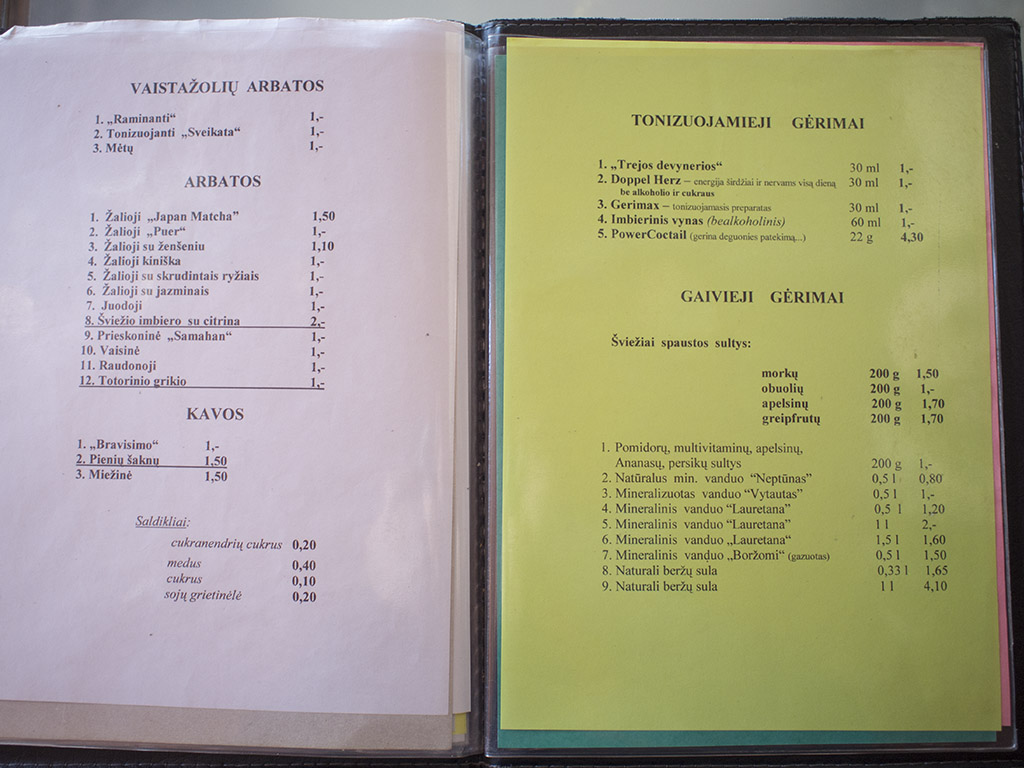 VAISTAŽOLIŲ ARBATOS
1. „Raminanti“ 1,-
2. Tonizuojanti „Sveikata“ 1,-
3. Mėtų 1,-
ARBATOS
1. Žalioji „Japan Matcha” 1,50
2. Žalioji „Puer” 1,-
3. Žalioji su ženšeniu 1,10
4. Žalioji kiniška 1,-
5. Žalioji su skrudintais ryžiais 1,-
6. Žalioji su jazminais 1,-
7. Juodoji 1,-
8. Šviežio imbiero su citrina 2,-
9. Prieskoninė „Samahan“ 1,-
10. Vaisinė 1,-
11. Raudonoji 1,-
12. Totorinio grikio 1,-
KAVOS
1. „Bravisimo“ 1,-
2. Pienių šaknų 1,50
3. Miežinė 1,50
Saldikliai:
cukranendrių cukrus 0,20
medus 0,40
cukrus 0,10
sojų grietinėlė 0,20
TONIZUOJAMIEJI GĖRIMAI
1. „Trejos devynerios“ 30 ml 1,-
2. Doppel Herz – energija širdžiai ir nervams visą dieną 30 ml 1,-
be alkoholio ir cukraus
3. Gerimax – tonizuojamasis preparatas 30 ml 1,-
4. Imbierinis vynas (bealkoholinis) 60 ml 1,-
5. PowerCoctail (gerina deguonies patekimą...) 22 g 4,30
GAIVIEJI GĖRIMAI
Šviežiai spaustos sultys:
morkų 200 g 1,50
obuolių 200 g 1,-
apelsinų 200 g 1,70
greipfrutų 200 g 1,70
1. Pomidorų, multivitaminų, apelsinų,
Ananasų, persikų sultys 200 g 1,-
2. Natūralus min. vanduo “Neptūnas” 0,5 l 0,80
3. Mineralizuotas vanduo “Vytautas” 0,5 l 1,-
4. Mineralinis vanduo “Lauretana” 0,5 l 1,20
5. Mineralinis vanduo “Lauretana” 1 l 2,-
6. Mineralinis vanduo „Lauretana“ 1,5 l 1,60
7. Mineralinis vanduo „Boržomi“ (gazuotas) 0,5 l 1,50
8. Naturali beržų sula 0,33 l 1,65
9. Naturali beržų sula 1 l 4,10